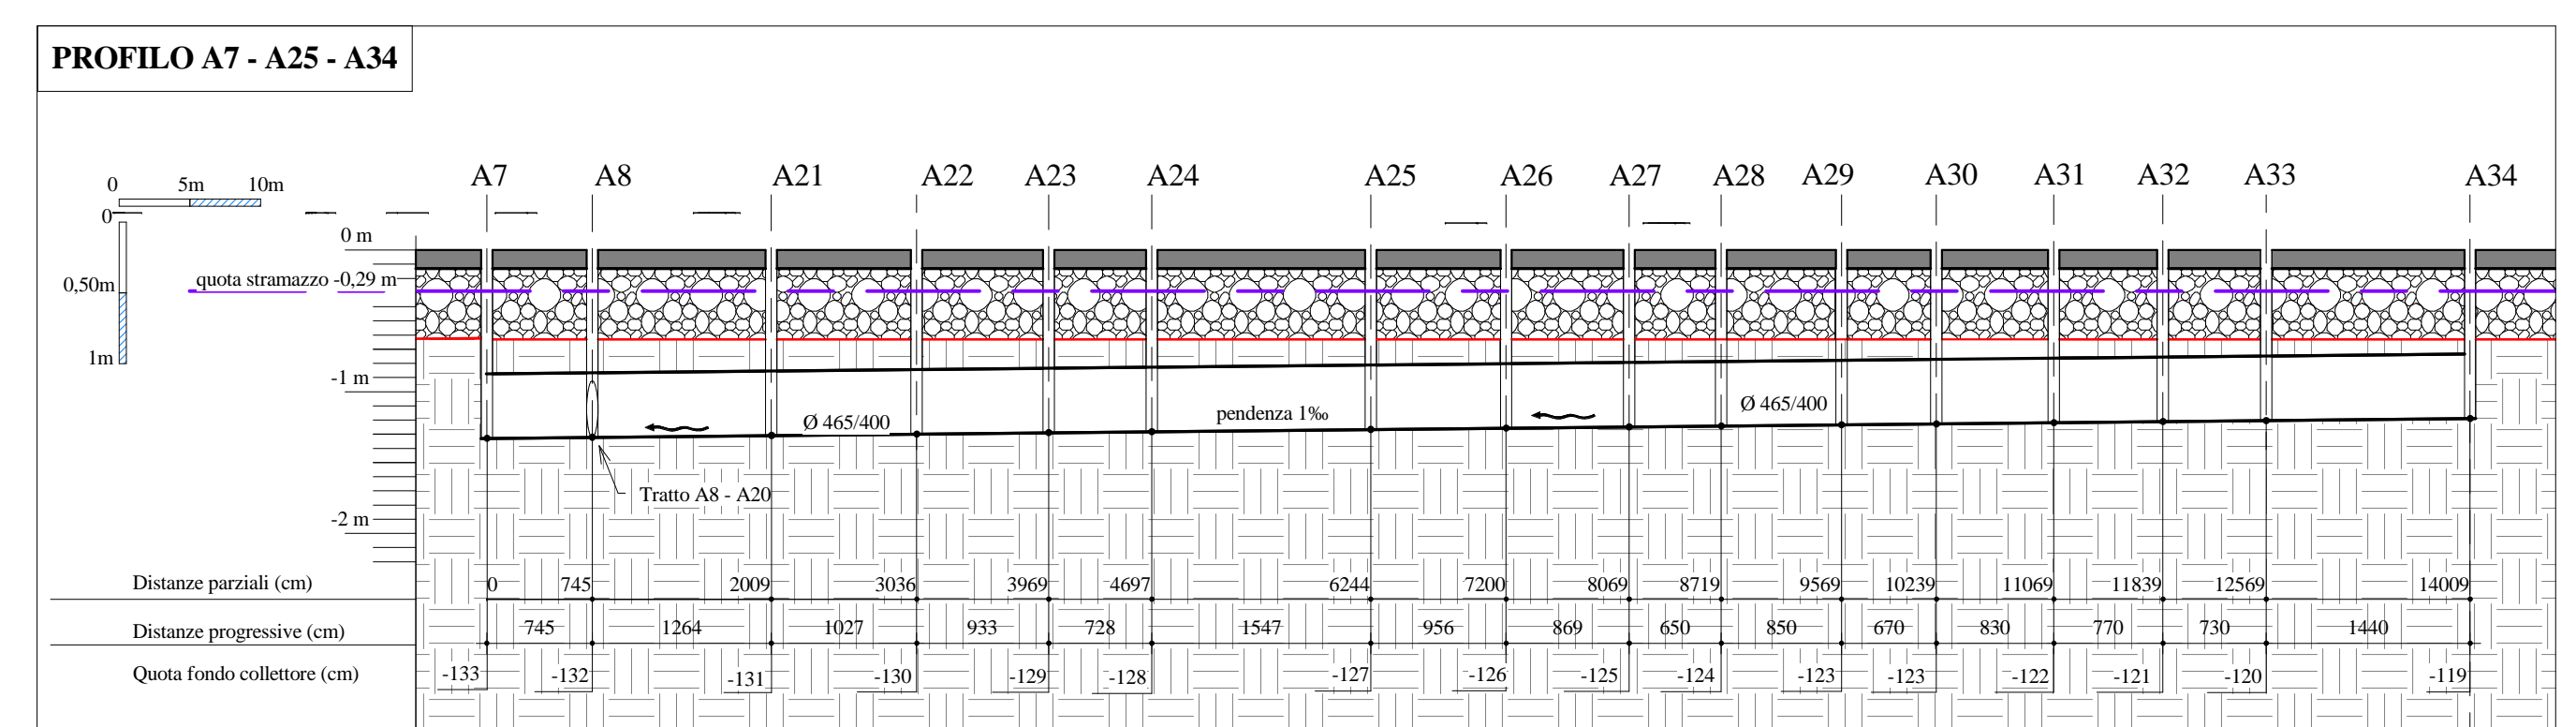 PROFILO A7 - A25 - A34
A7 A8 A21 A22 A23 A24 A25 A26 A27 A28 A29 A30 A31 A32 A33 A34
0 5m 10m
0
0 m
quota stramazzo -0,29 m
0,50m
1m
-1 m
Ø 465/400
pendenza 1‰
Ø 465/400
Tratto A8 - A20
-2 m
Distanze parziali (cm) 0 745 2009 3036 3969 4697 6244 7200 8069 8719 9569 10239 11069 11839 12569 14009
Distanze progressive (cm) 745 1264 1027 933 728 1547 956 869 650 850 670 830 770 730 1440
Quota fondo collettore (cm) -133 -132 -131 -130 -129 -128 -127 -126 -125 -124 -123 -123 -122 -121 -120 -119